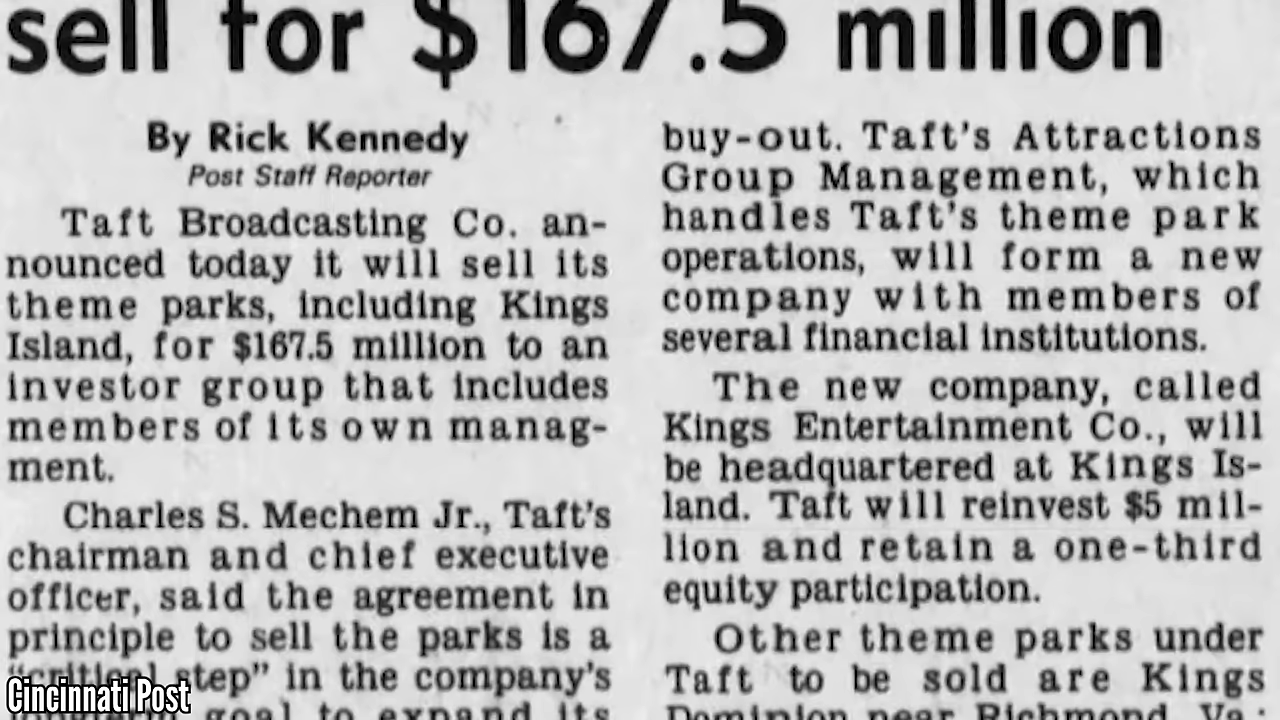 sell for $167.5 million
By Rick Kennedy
Post Staff Reporter
Taft Broadcasting Co. an-
nounced today it will sell its
theme parks, including Kings
Island, for $167.5 million to an
investor group that includes
members of its own manag-
ment.
Charles S. Mechem Jr., Taft's
chairman and chief executive
officer, said the agreement in
principle to sell the parks is a
“critical step” in the company's
goal to expand its
buy-out. Taft's Attractions
Group Management, which
handles Taft's theme park
operations, will form a new
company with members of
several financial institutions.
The new company, called
Kings Entertainment Co., will
be headquartered at Kings Is-
land. Taft will reinvest $5 mil-
lion and retain a one-third
equity participation.
Other theme parks under
Taft to be sold are Kings
Dominion near Richmond, Va.;
Cincinnati Post